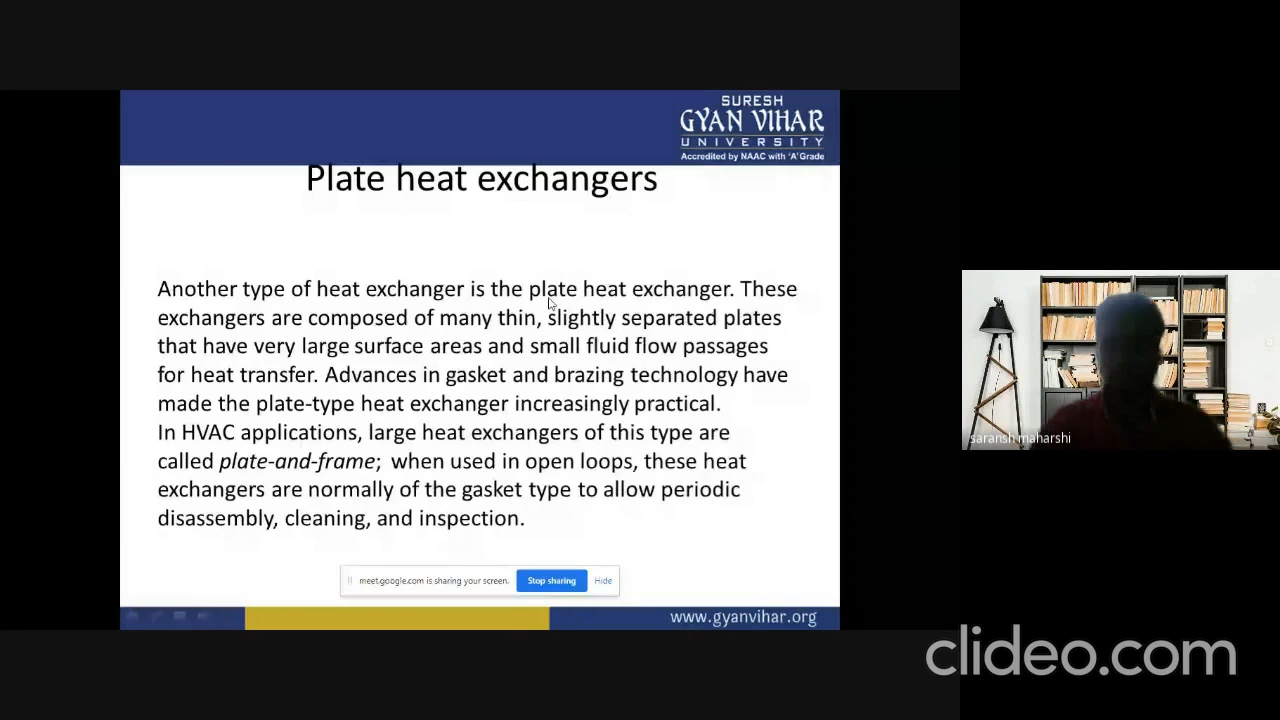 SURESH
GYAN VIHAR
UNIVERSITY
Accredited by NAAC with 'A' Grade
Plate heat exchangers
Another type of heat exchanger is the plate heat exchanger. These
exchangers are composed of many thin, slightly separated plates
that have very large surface areas and small fluid flow passages
for heat transfer. Advances in gasket and brazing technology have
made the plate-type heat exchanger increasingly practical.
In HVAC applications, large heat exchangers of this type are
called plate-and-frame; when used in open loops, these heat
exchangers are normally of the gasket type to allow periodic
disassembly, cleaning, and inspection.
meet.google.com is sharing your screen.
Stop sharing
Hide
www.gyanvihar.org
saransh maharshi
clideo.com